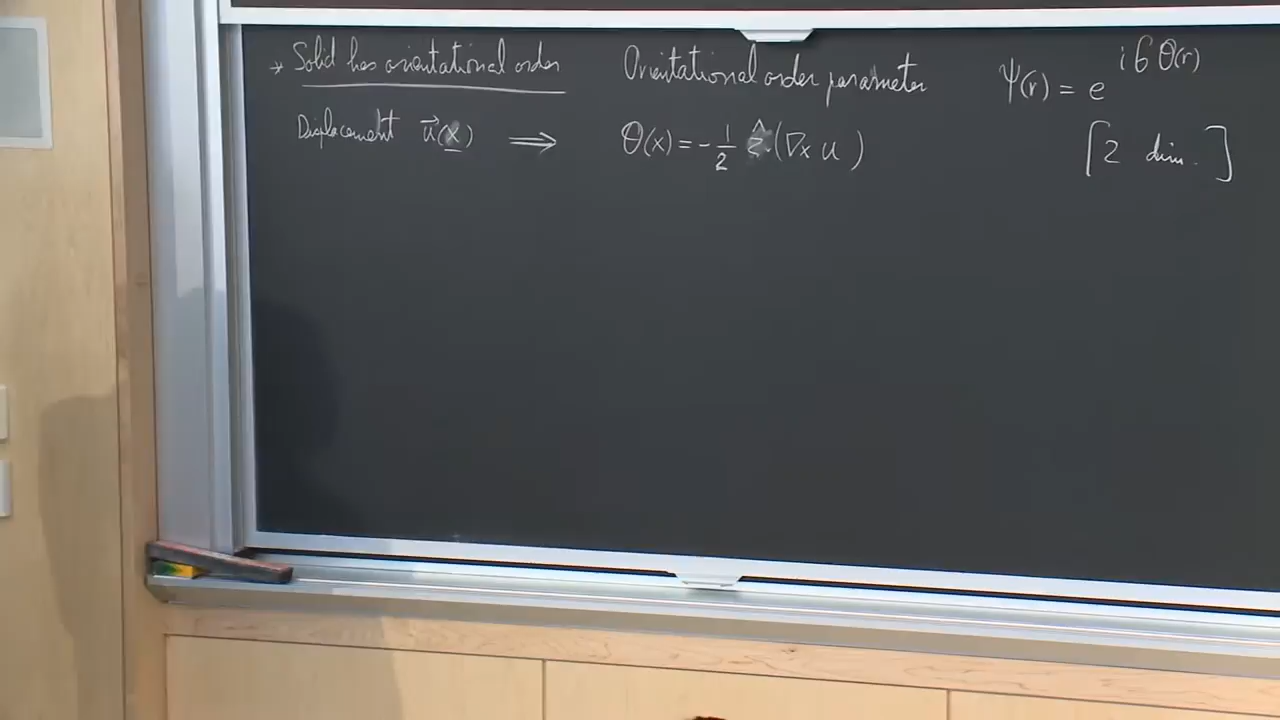 → Solid has orientational order Orientational order parameter Ψ(r) = e^{i6θ(r)}
Displacement u⃗(x) ⟹ θ(x) = -1/2 ẑ·(∇×u) [2 dim.]